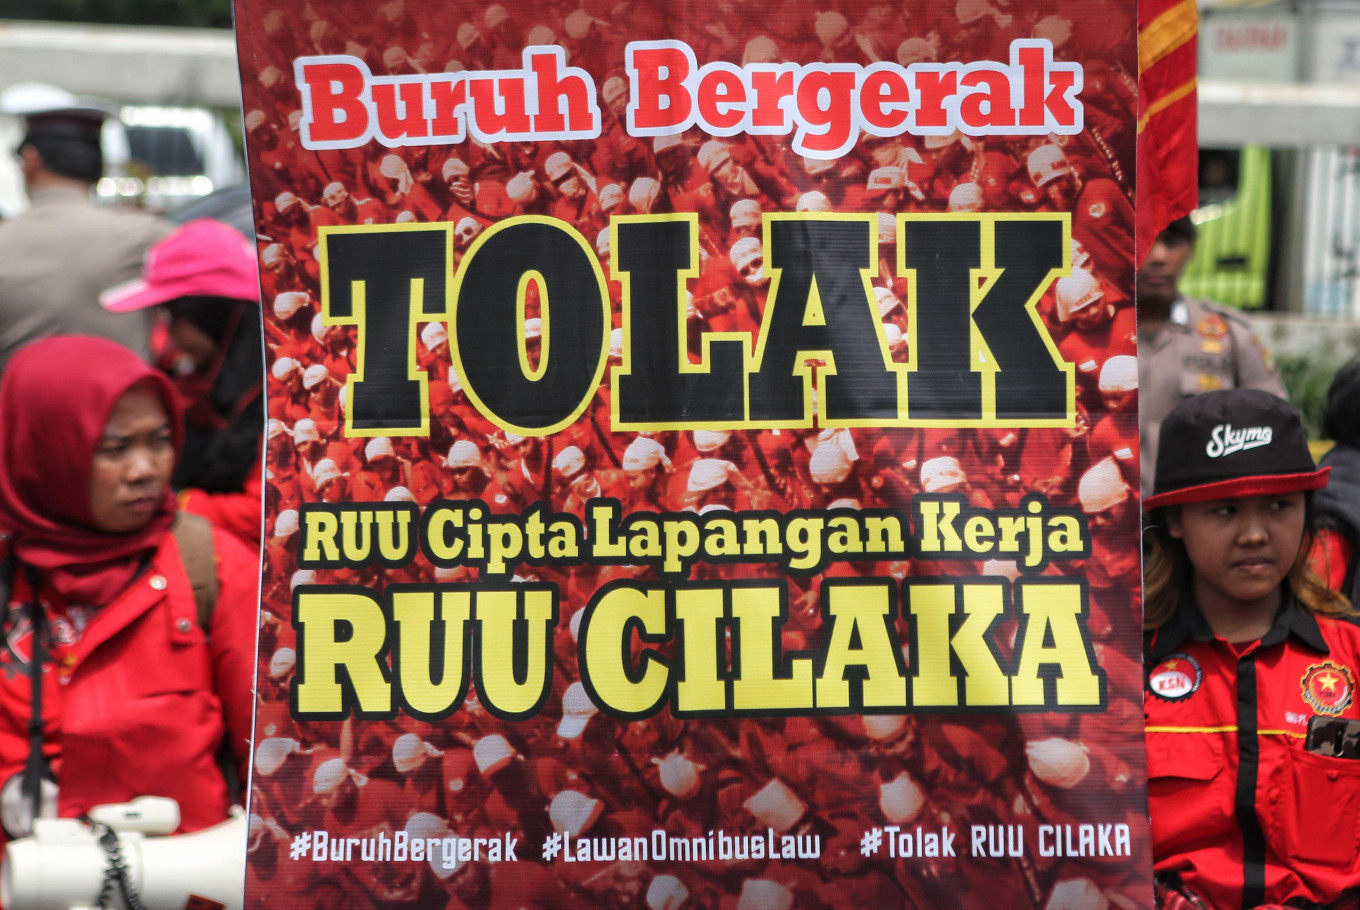 Buruh Bergerak
TOLAK
RUU Cipta Lapangan Kerja
RUU CILAKA
#BuruhBergerak #LawanOmnibusLaw #Tolak RUU CILAKA
Skymo
KSN